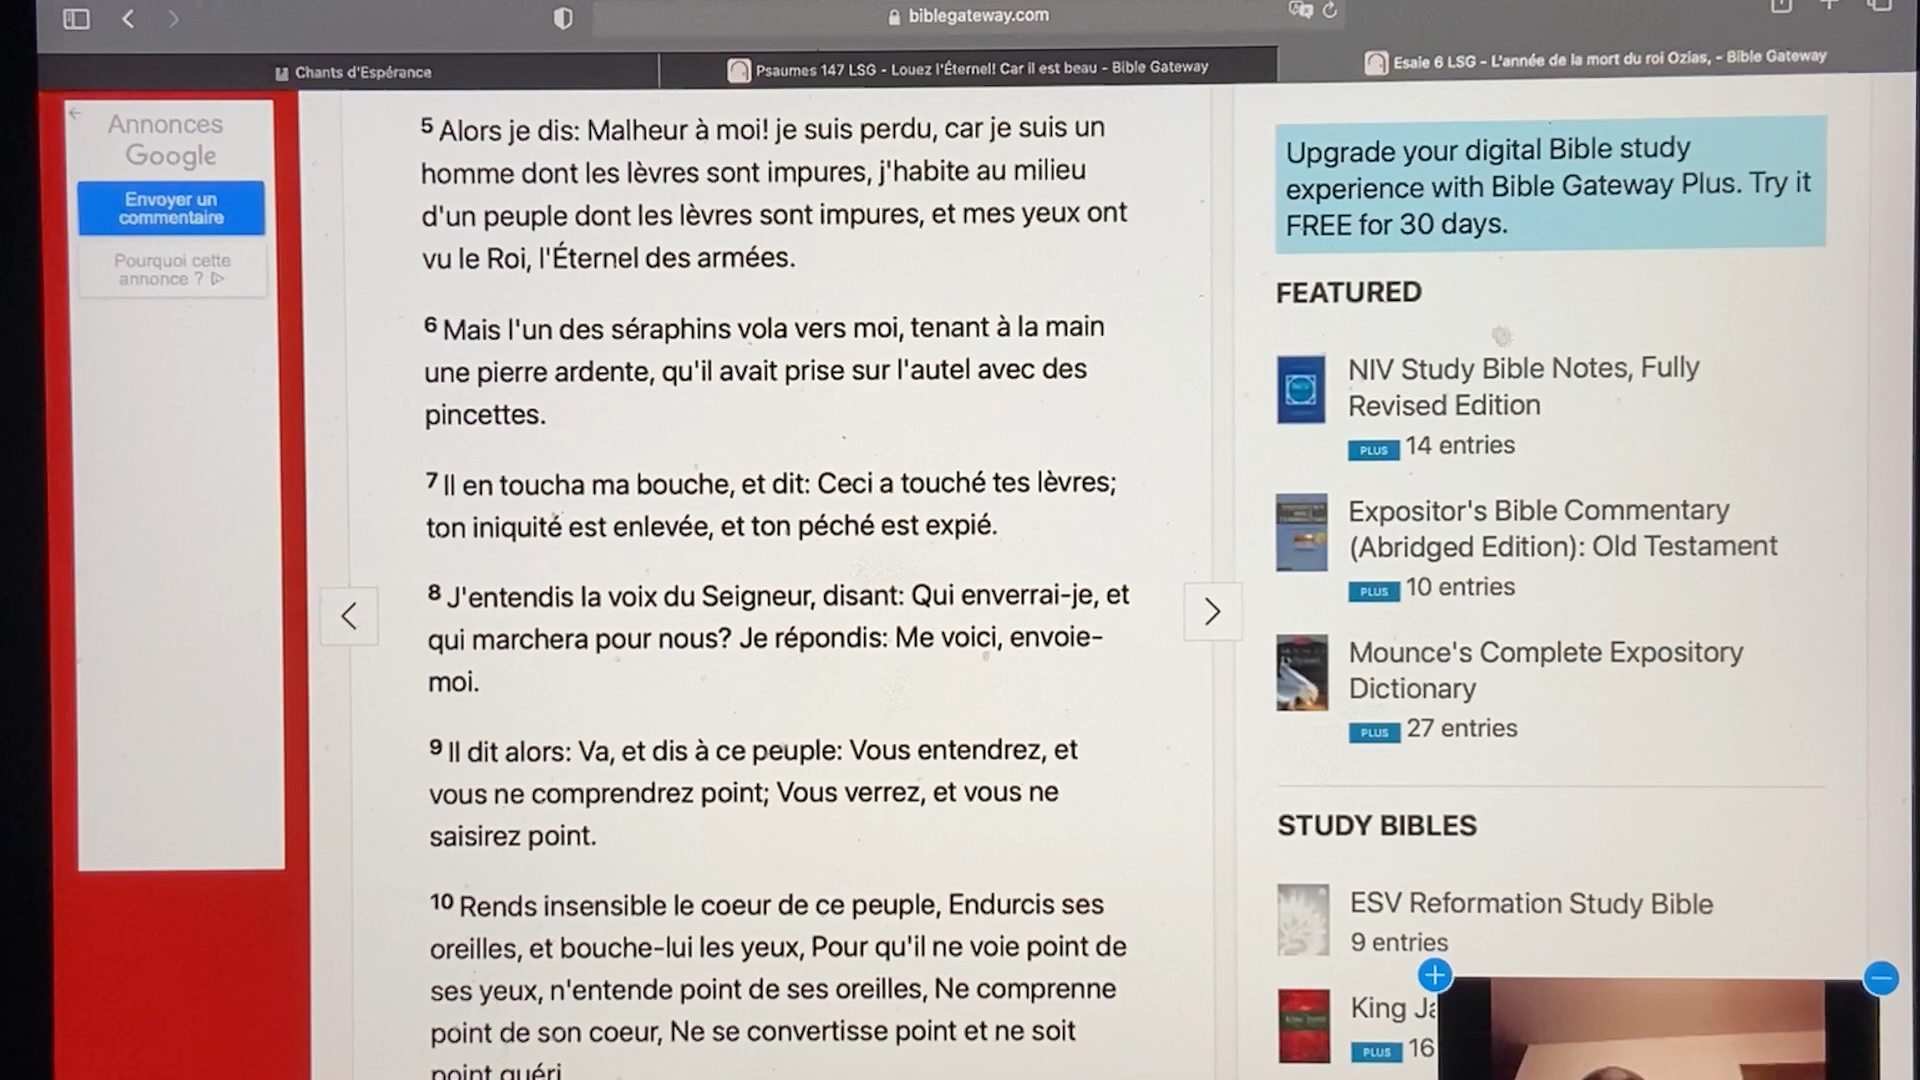 biblegateway.com
Chants d'Espérance
Psaumes 147 LSG - Louez l'Éternel! Car il est beau - Bible Gateway
Esaïe 6 LSG - L'année de la mort du roi Ozias, - Bible Gateway
Annonces
Google
Envoyer un
commentaire
Pourquoi cette
annonce ?
5 Alors je dis: Malheur à moi! je suis perdu, car je suis un
homme dont les lèvres sont impures, j'habite au milieu
d'un peuple dont les lèvres sont impures, et mes yeux ont
vu le Roi, l'Éternel des armées.
6 Mais l'un des séraphins vola vers moi, tenant à la main
une pierre ardente, qu'il avait prise sur l'autel avec des
pincettes.
7 Il en toucha ma bouche, et dit: Ceci a touché tes lèvres;
ton iniquité est enlevée, et ton péché est expié.
8 J'entendis la voix du Seigneur, disant: Qui enverrai-je, et
qui marchera pour nous? Je répondis: Me voici, envoie-
moi.
9 Il dit alors: Va, et dis à ce peuple: Vous entendrez, et
vous ne comprendrez point; Vous verrez, et vous ne
saisirez point.
10 Rends insensible le coeur de ce peuple, Endurcis ses
oreilles, et bouche-lui les yeux, Pour qu'il ne voie point de
ses yeux, n'entende point de ses oreilles, Ne comprenne
point de son coeur, Ne se convertisse point et ne soit
point guéri
Upgrade your digital Bible study
experience with Bible Gateway Plus. Try it
FREE for 30 days.
FEATURED
NIV Study Bible Notes, Fully
Revised Edition
PLUS 14 entries
Expositor's Bible Commentary
(Abridged Edition): Old Testament
PLUS 10 entries
Mounce's Complete Expository
Dictionary
PLUS 27 entries
STUDY BIBLES
ESV Reformation Study Bible
9 entries
King Ja
PLUS 16